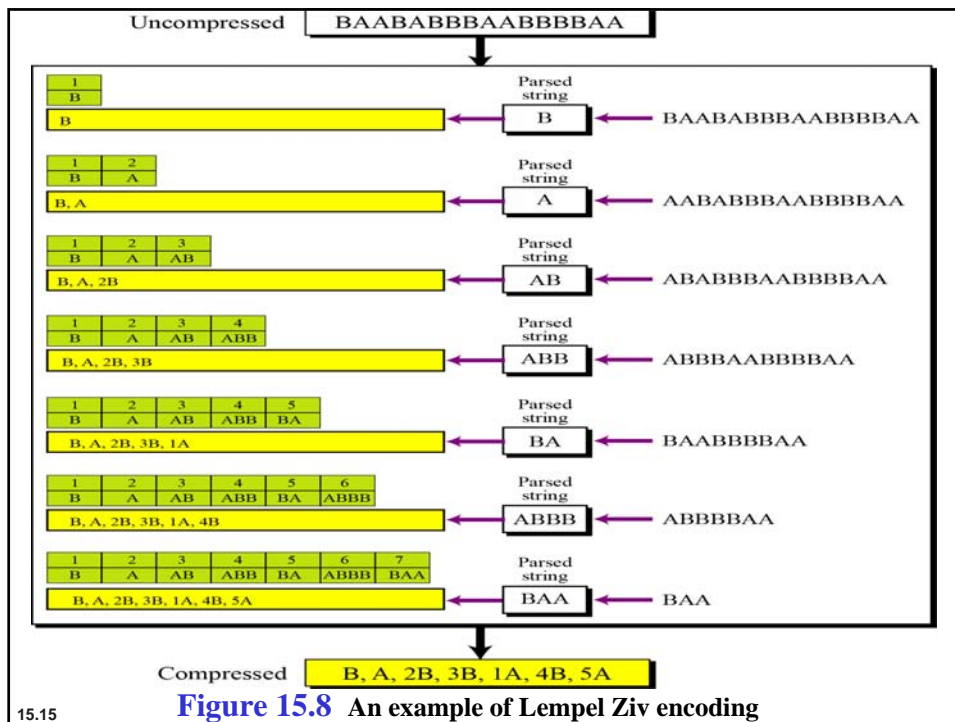 Uncompressed BAABABBBAABBBBAA
1
B
Parsed
string
B
B
BAABABBBAABBBBAA
1 2
B A
Parsed
string
B, A
A
AABABBBAABBBBAA
1 2 3
B A AB
Parsed
string
B, A, 2B
AB
ABABBBAABBBBAA
1 2 3 4
B A AB ABB
Parsed
string
B, A, 2B, 3B
ABB
ABBBAABBBBAA
1 2 3 4 5
B A AB ABB BA
Parsed
string
B, A, 2B, 3B, 1A
BA
BAABBBBAA
1 2 3 4 5 6
B A AB ABB BA ABBB
Parsed
string
B, A, 2B, 3B, 1A, 4B
ABBB
ABBBBAA
1 2 3 4 5 6 7
B A AB ABB BA ABBB BAA
Parsed
string
B, A, 2B, 3B, 1A, 4B, 5A
BAA
BAA
Compressed B, A, 2B, 3B, 1A, 4B, 5A
15.15 Figure 15.8 An example of Lempel Ziv encoding